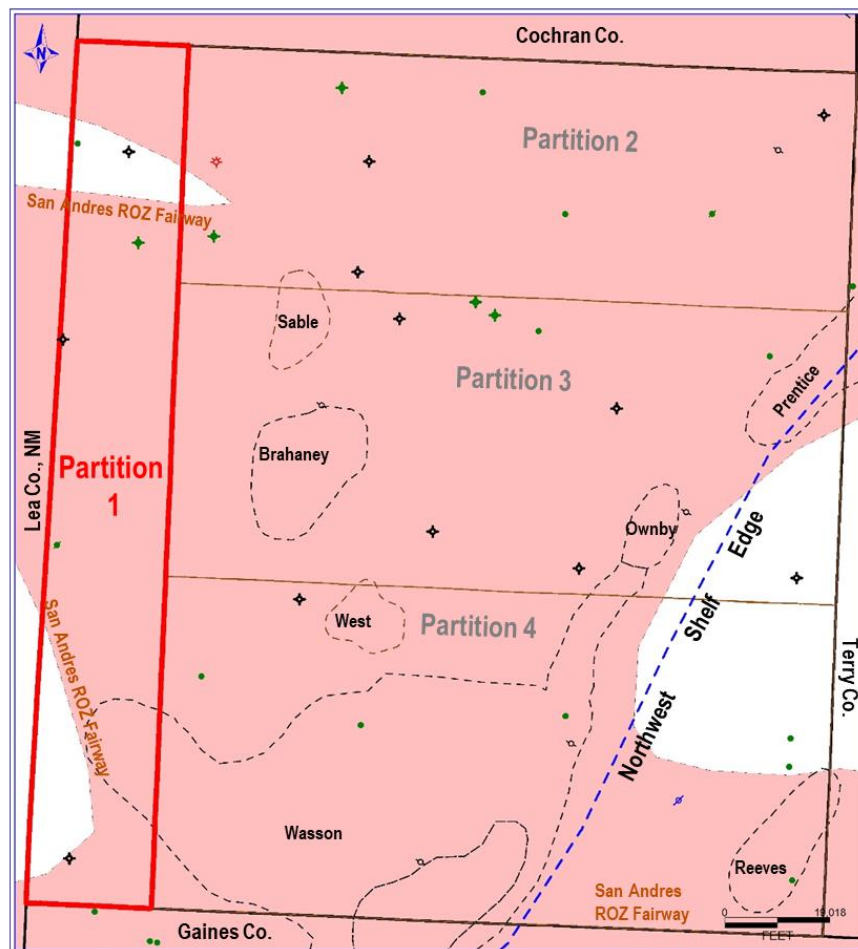 Cochran Co.
N
Partition 2
San Andres ROZ Fairway
Sable
Partition 3
Prentice
Lea Co., NM
Partition
1
Brahaney
Ownby
Northwest Shelf Edge
West
Partition 4
San Andres ROZ Fairway
Terry Co.
Wasson
Reeves
San Andres
ROZ Fairway
0 19,018
FEET
Gaines Co.